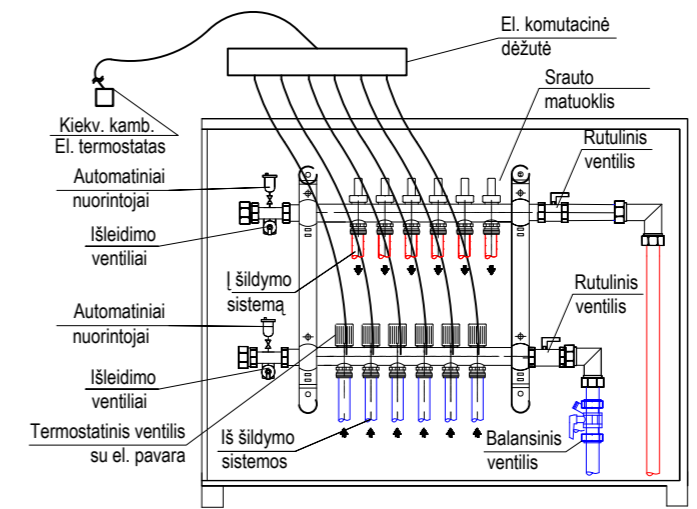 El. komutacinė
dėžutė
Srauto
matuoklis
Kiekv. kamb.
El. termostatas
Rutulinis
ventilis
Automatiniai
nuorintojai
Išleidimo
ventiliai
Į šildymo
sistemą
Rutulinis
ventilis
Automatiniai
nuorintojai
Išleidimo
ventiliai
Termostatinis ventilis
su el. pavara
Iš šildymo
sistemos
Balansinis
ventilis